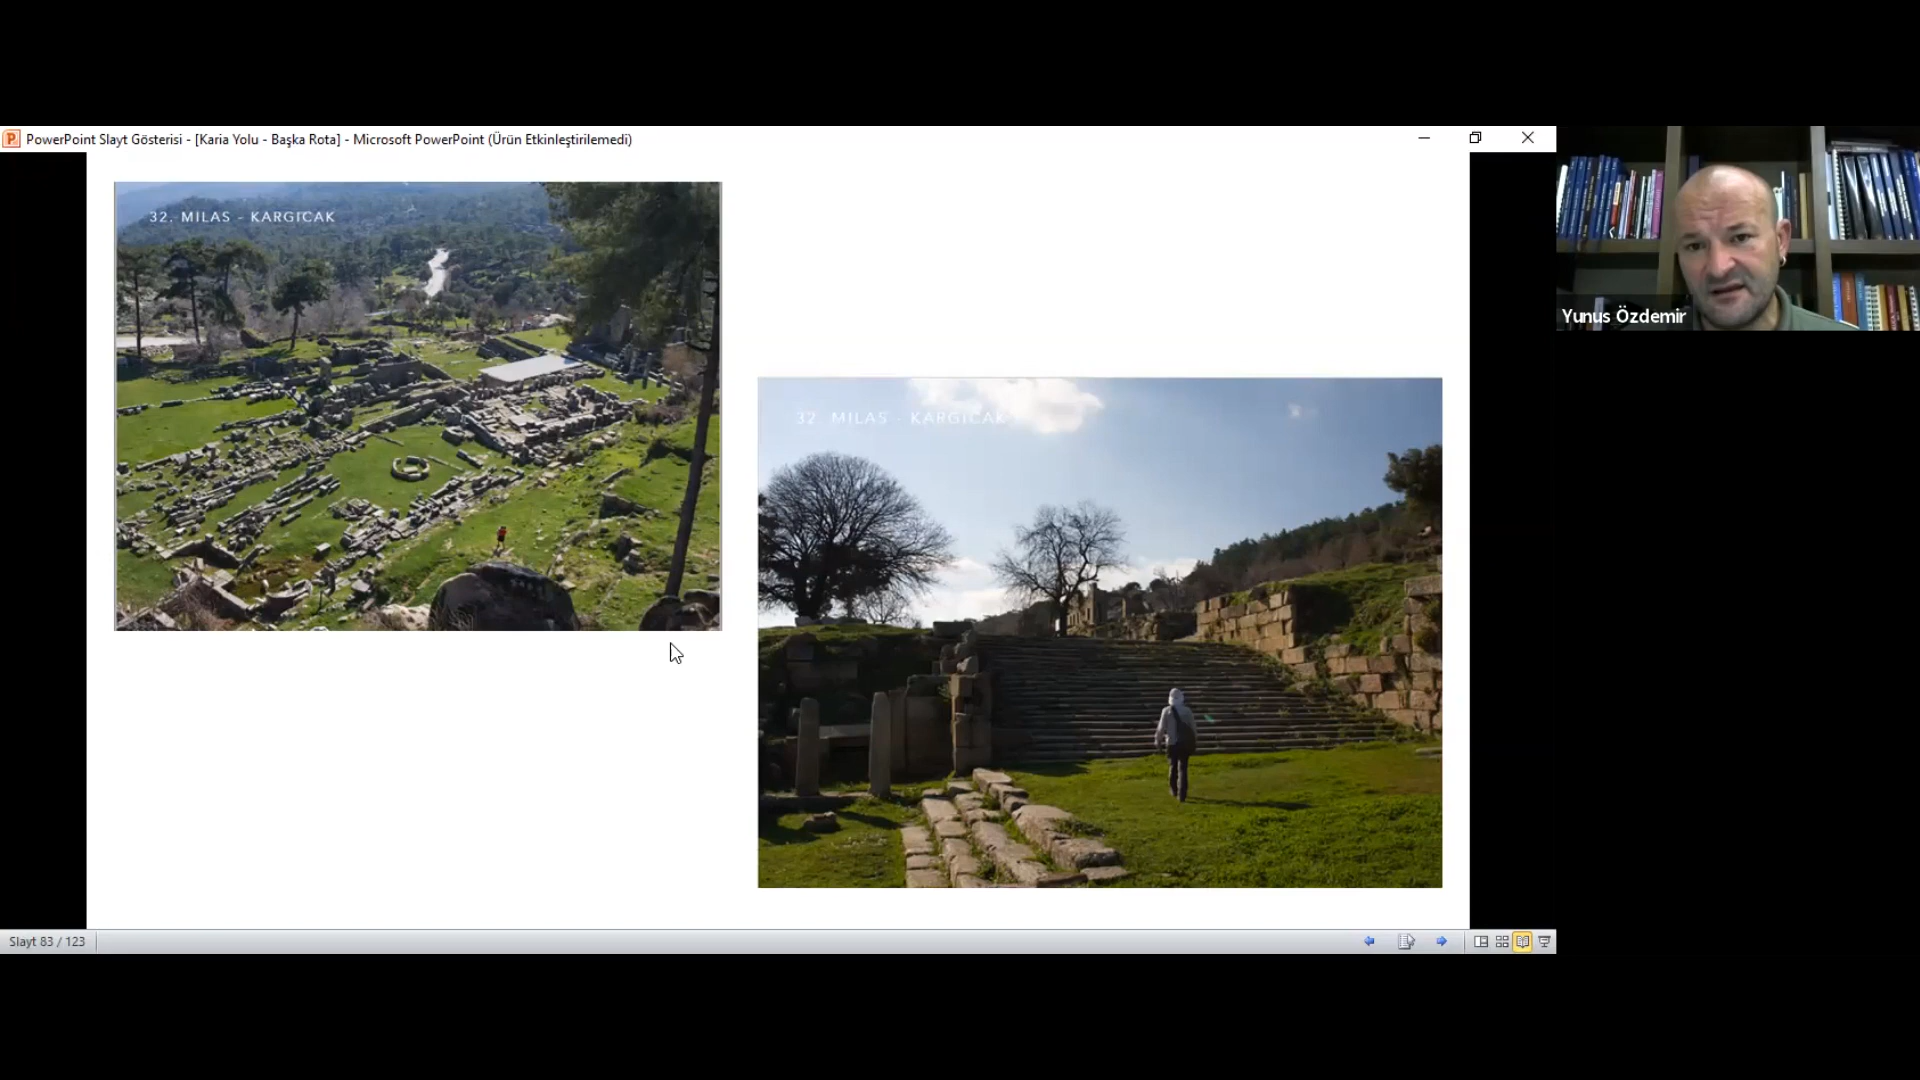 PowerPoint Slayt Gösterisi - [Karia Yolu - Başka Rota] - Microsoft PowerPoint (Ürün Etkinleştirilemedi)
32. MILAS - KARGICAK
32. MILAS - KARGICAK
Yunus Özdemir
Slayt 83 / 123